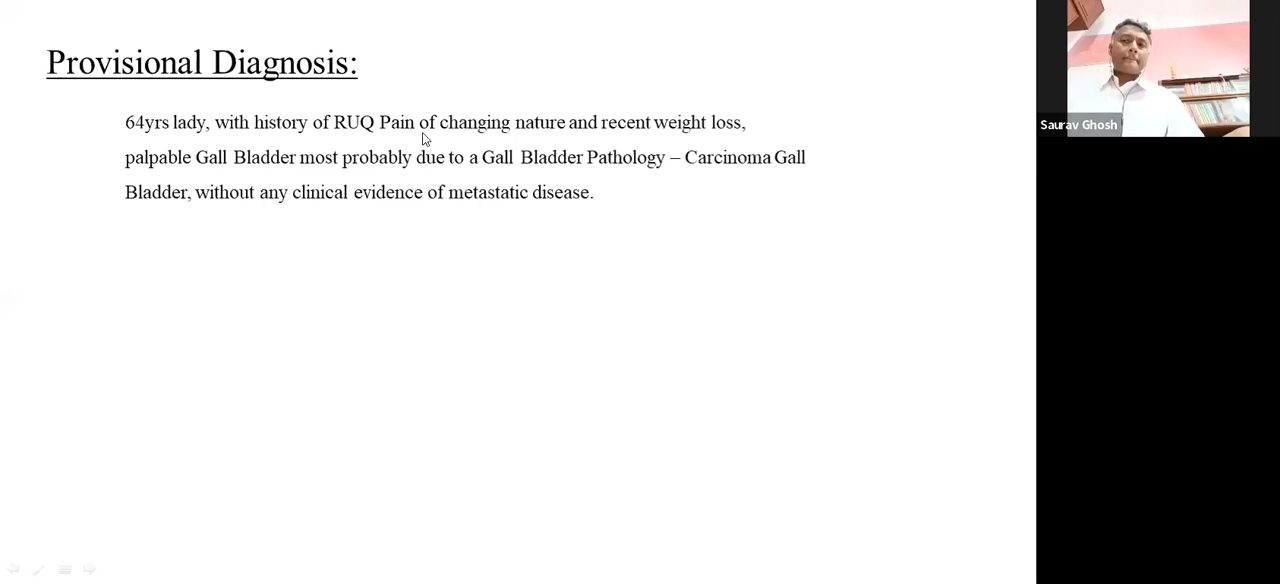 Provisional Diagnosis:
64yrs lady, with history of RUQ Pain of changing nature and recent weight loss,
palpable Gall Bladder most probably due to a Gall Bladder Pathology – Carcinoma Gall
Bladder, without any clinical evidence of metastatic disease.
Saurav Ghosh